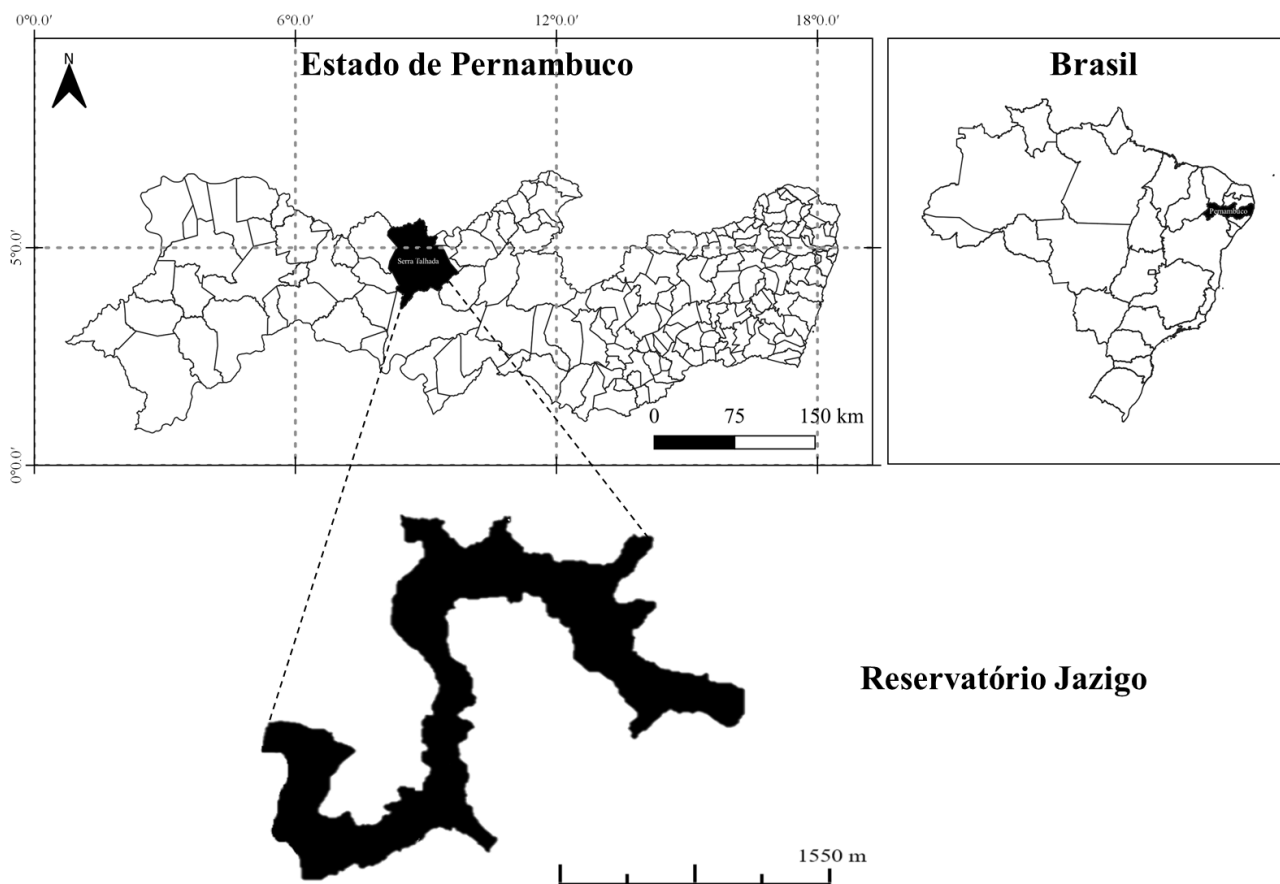 0°0.0' 6°0.0' 12°0.0' 18°0.0'
N
Estado de Pernambuco
Brasil
Pernambuco
5°0.0'
Serra Talhada
0 75 150 km
0°0.0'
Reservatório Jazigo
1550 m